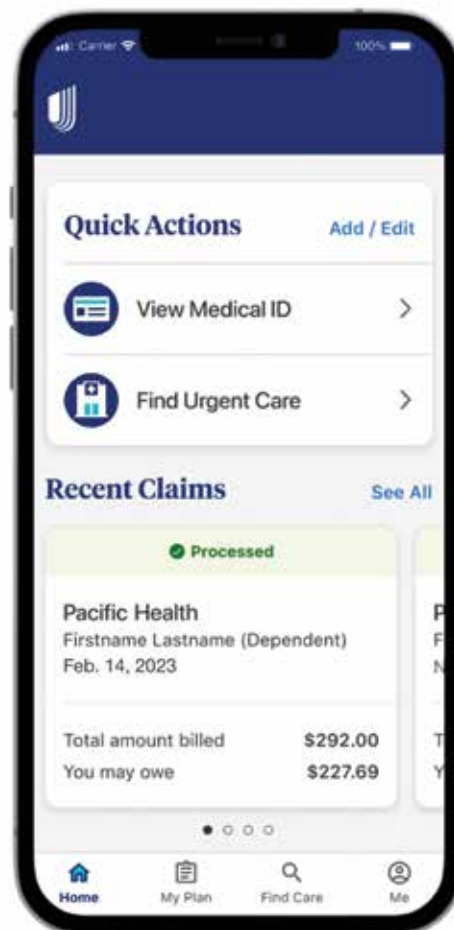 Carrier
100%
Quick Actions
Add / Edit
View Medical ID
Find Urgent Care
Recent Claims
See All
Processed
Pacific Health
Firstname Lastname (Dependent)
Feb. 14, 2023
Total amount billed $292.00
You may owe $227.69
Home
My Plan
Find Care
Me